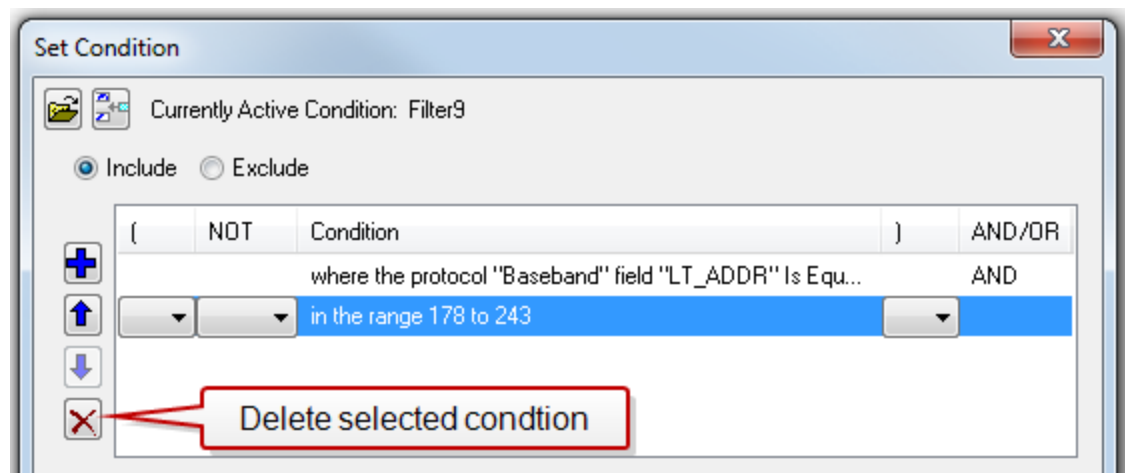 Set Condition
Currently Active Condition: Filter9
Include Exclude
( NOT Condition ) AND/OR
where the protocol "Baseband" field "LT_ADDR" Is Equ... AND
in the range 178 to 243
Delete selected condtion